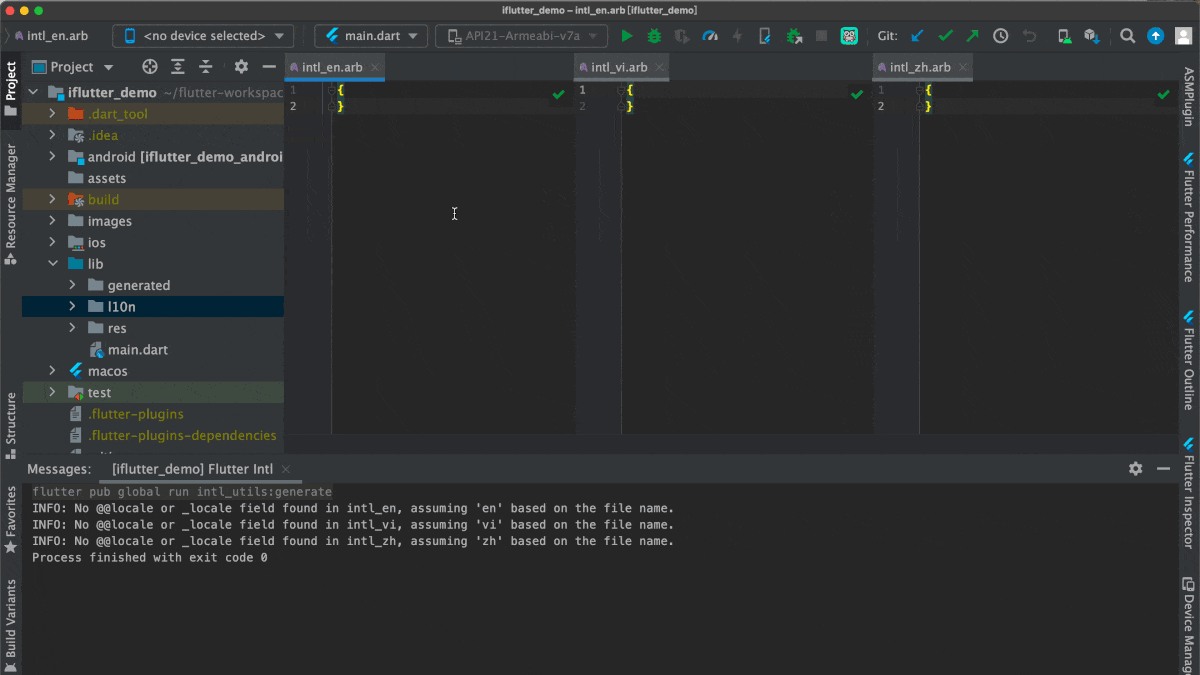 iflutter_demo – intl_en.arb [iflutter_demo]
intl_en.arb
<no device selected>
main.dart
API21-Armeabi-v7a
Git:
Project
intl_en.arb
intl_vi.arb
intl_zh.arb
iflutter_demo ~/flutter-workspac
.dart_tool
.idea
android [iflutter_demo_androi
assets
build
images
ios
lib
generated
l10n
res
main.dart
macos
test
.flutter-plugins
.flutter-plugins-dependencies
1 {
2 }
1 {
2 }
1 {
2 }
Project
Resource Manager
Structure
Favorites
Build Variants
ASMPlugin
Flutter Performance
Flutter Outline
Flutter Inspector
Device Manag
Messages:
[iflutter_demo] Flutter Intl
flutter pub global run intl_utils:generate
INFO: No @@locale or _locale field found in intl_en, assuming 'en' based on the file name.
INFO: No @@locale or _locale field found in intl_vi, assuming 'vi' based on the file name.
INFO: No @@locale or _locale field found in intl_zh, assuming 'zh' based on the file name.
Process finished with exit code 0